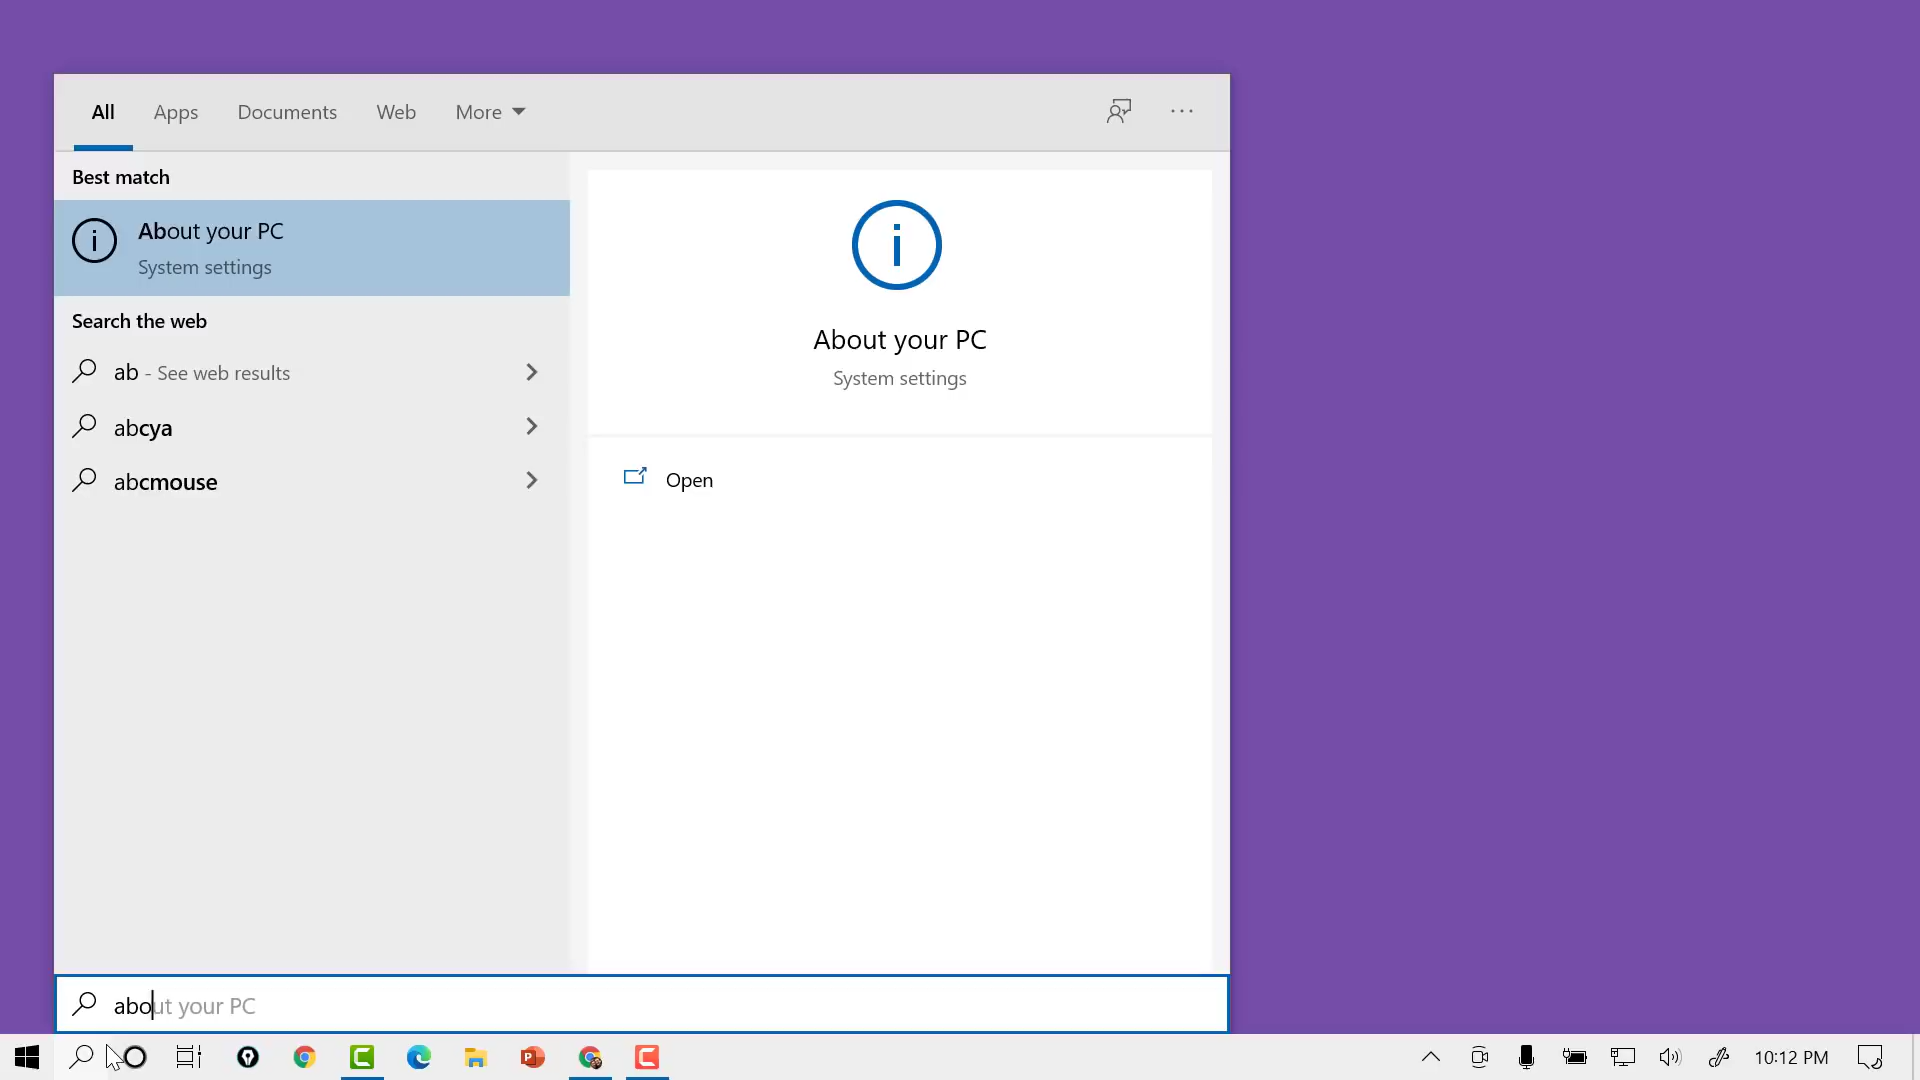 All Apps Documents Web More
Best match
About your PC
System settings
Search the web
ab - See web results
abcya
abcmouse
About your PC
System settings
Open
about your PC
10:12 PM